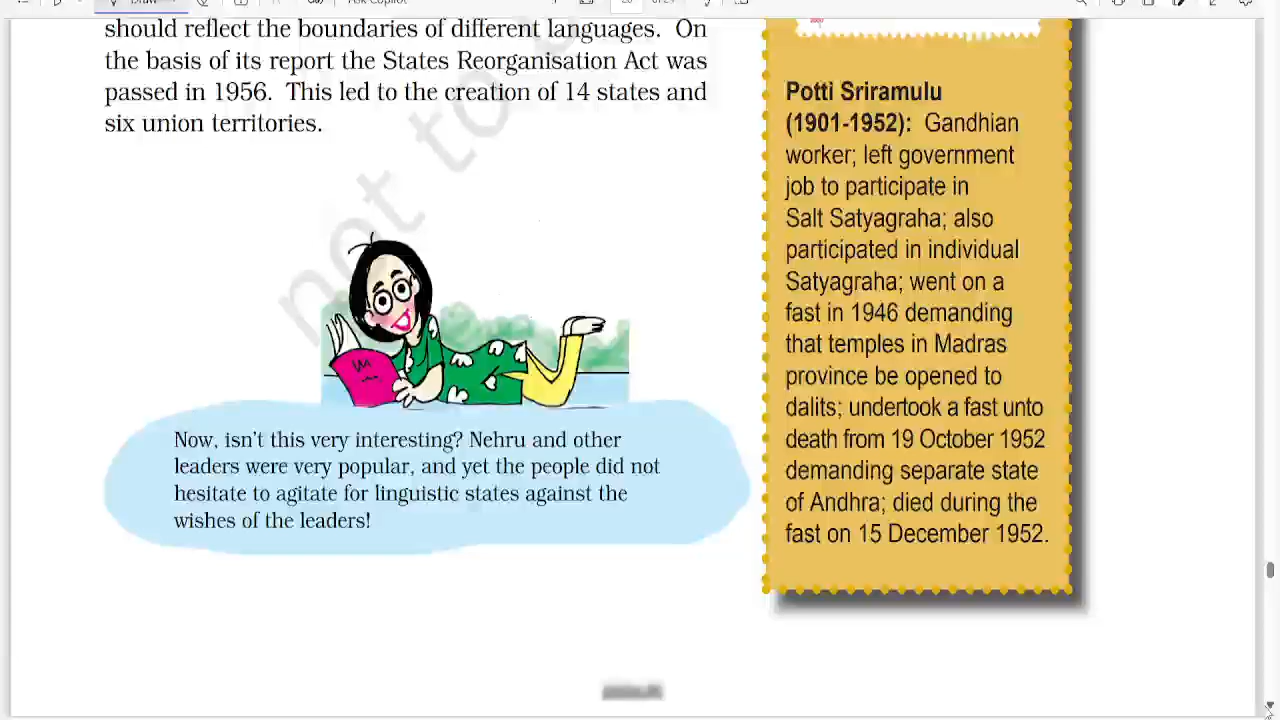 should reflect the boundaries of different languages. On
the basis of its report the States Reorganisation Act was
passed in 1956. This led to the creation of 14 states and
six union territories.
not to
Now, isn't this very interesting? Nehru and other
leaders were very popular, and yet the people did not
hesitate to agitate for linguistic states against the
wishes of the leaders!
Potti Sriramulu
(1901-1952): Gandhian
worker; left government
job to participate in
Salt Satyagraha; also
participated in individual
Satyagraha; went on a
fast in 1946 demanding
that temples in Madras
province be opened to
dalits; undertook a fast unto
death from 19 October 1952
demanding separate state
of Andhra; died during the
fast on 15 December 1952.